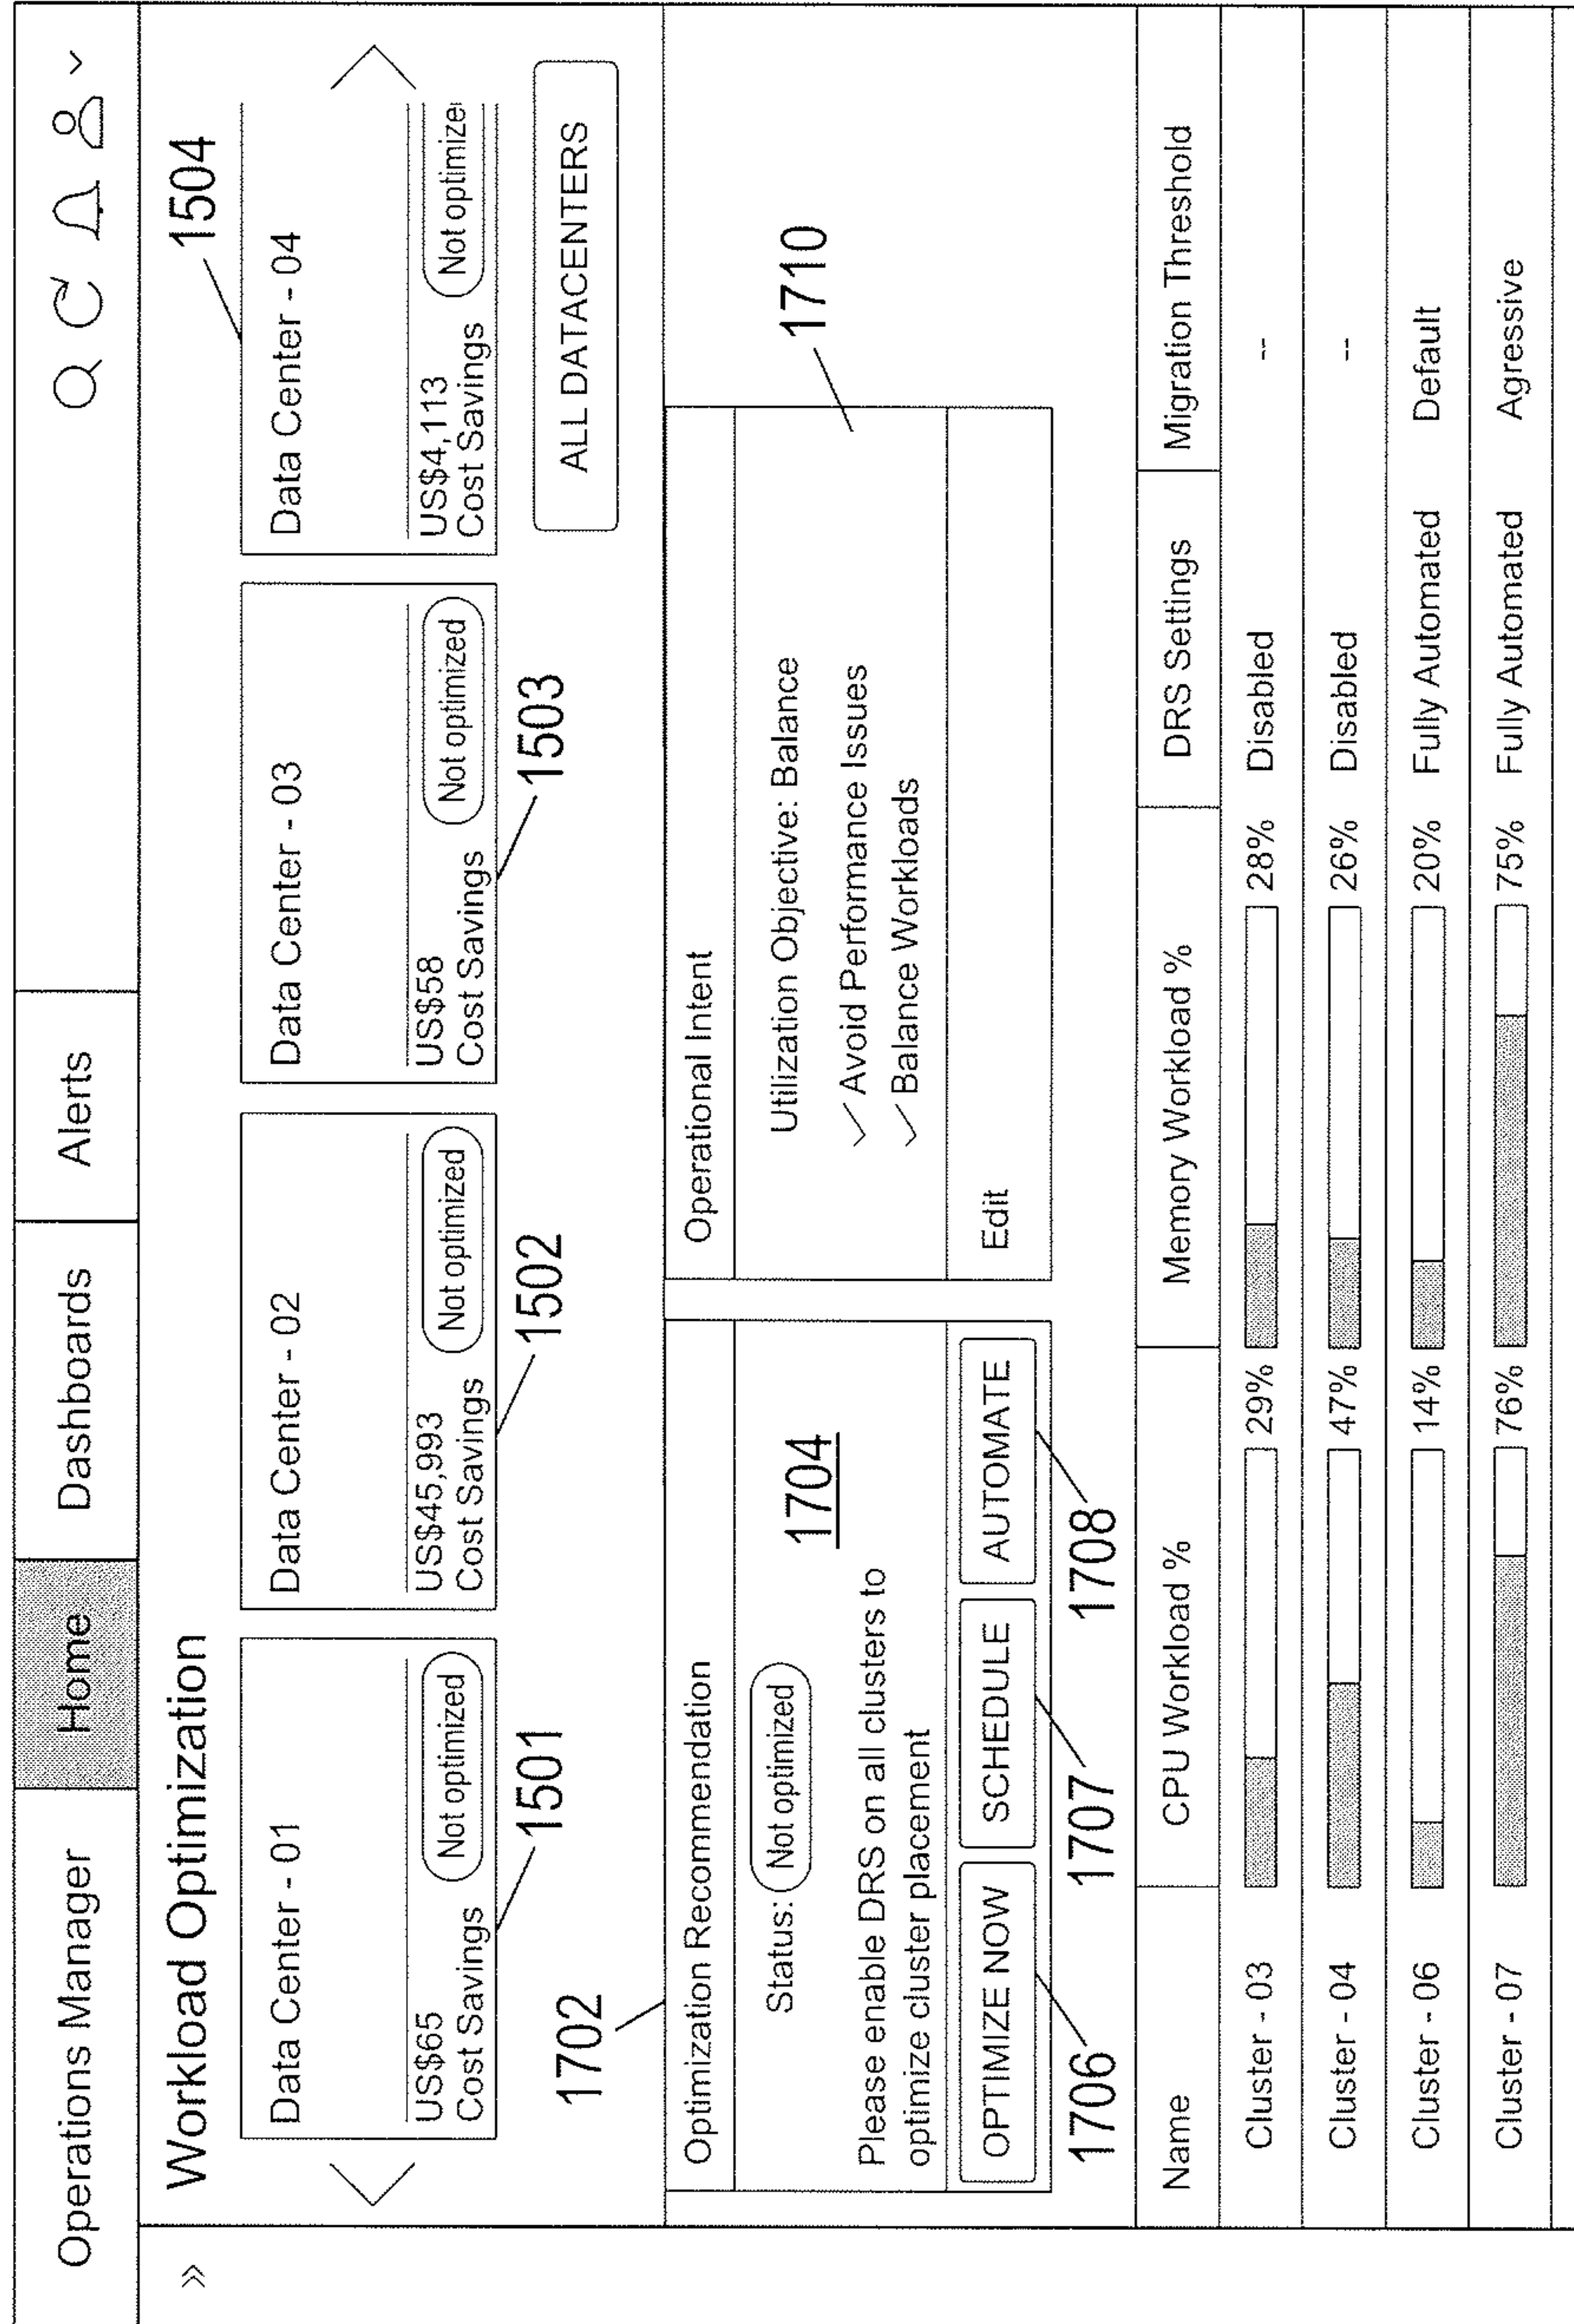 Operations Manager
Home
Dashboards
Alerts
»
Workload Optimization
1504
Data Center - 01
US$65
Cost Savings
Not optimized
Data Center - 02
US$45,993
Cost Savings
Not optimized
Data Center - 03
US$58
Cost Savings
Not optimized
Data Center - 04
US$4,113
Cost Savings
Not optimize
1501
1502
1503
ALL DATACENTERS
1702
Optimization Recommendation
Status: Not optimized
1704
Please enable DRS on all clusters to
optimize cluster placement
OPTIMIZE NOW
SCHEDULE
AUTOMATE
1706
1707
1708
Operational Intent
Utilization Objective: Balance
Avoid Performance Issues
Balance Workloads
Edit
1710
Name CPU Workload % Memory Workload % DRS Settings Migration Threshold
Cluster - 03 29% 28% Disabled --
Cluster - 04 47% 26% Disabled --
Cluster - 06 14% 20% Fully Automated Default
Cluster - 07 76% 75% Fully Automated Agressive